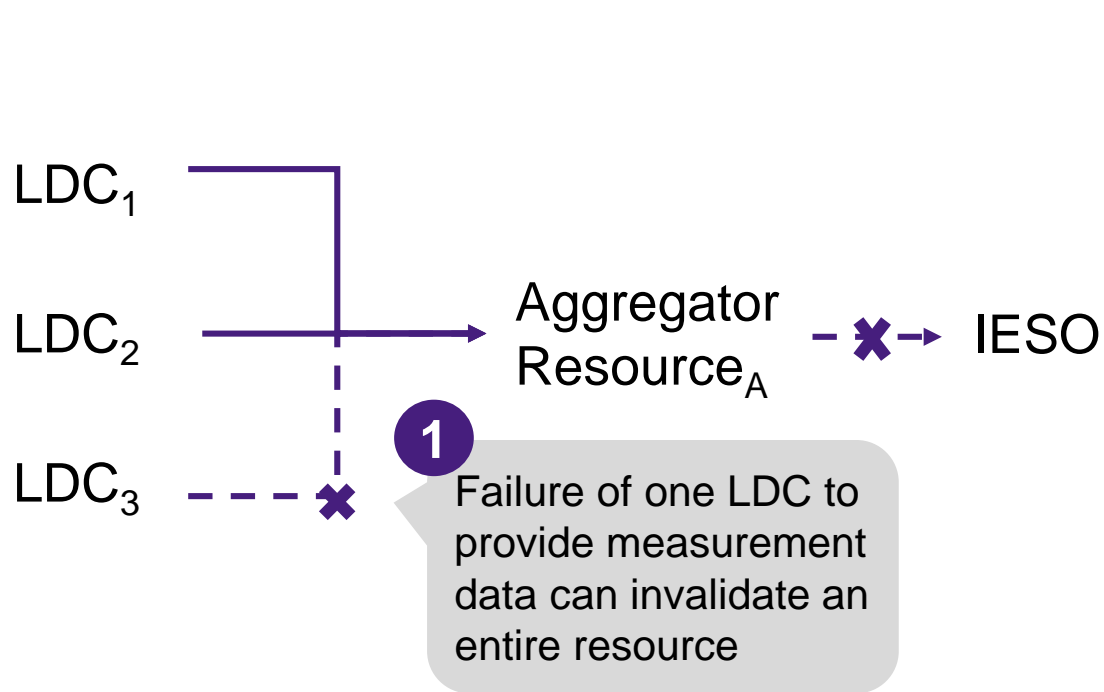 LDC₁
LDC₂
LDC₃
Aggregator
Resource_A
IESO
1
Failure of one LDC to
provide measurement
data can invalidate an
entire resource